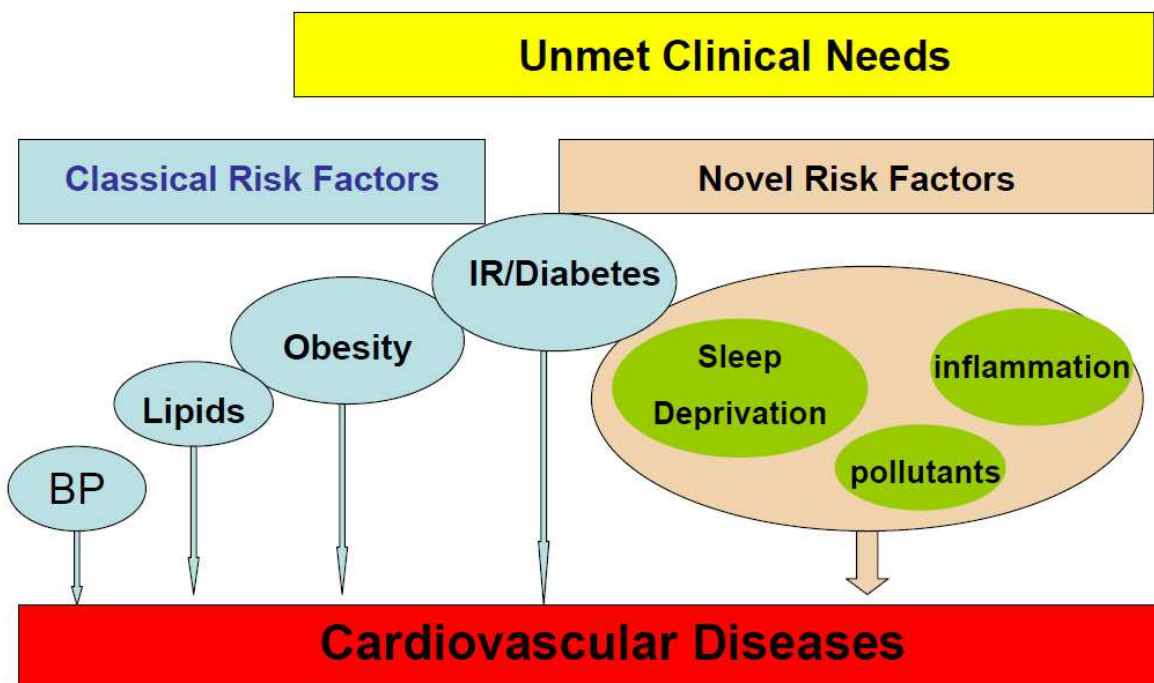 Unmet Clinical Needs
Classical Risk Factors
Novel Risk Factors
IR/Diabetes
Obesity
Lipids
BP
Sleep
Deprivation
inflammation
pollutants
Cardiovascular Diseases